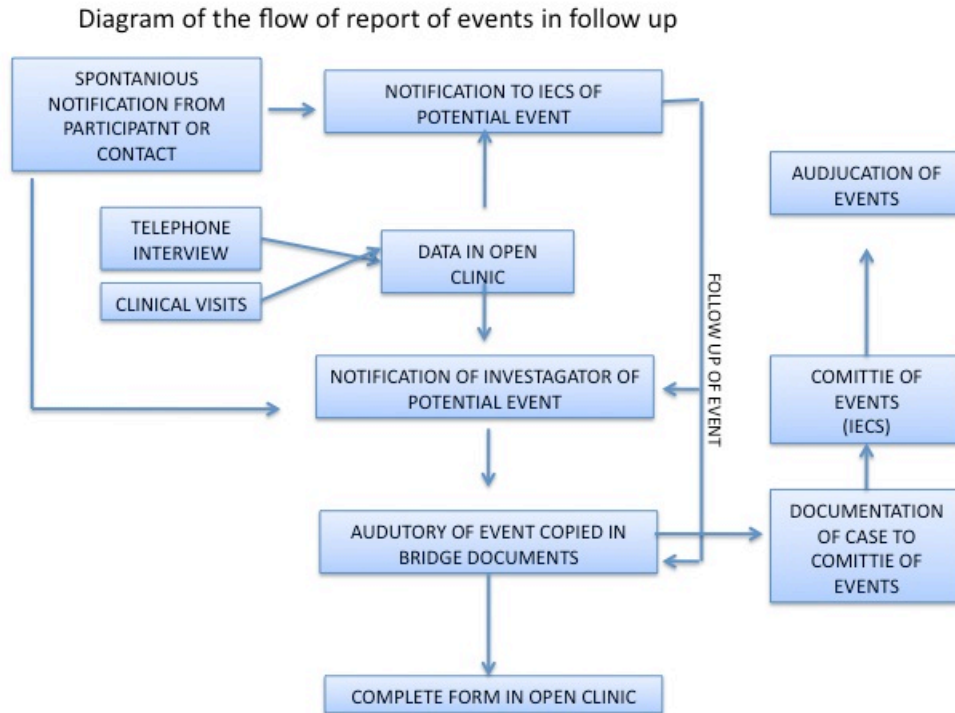 Diagram of the flow of report of events in follow up
SPONTANIOUS
NOTIFICATION FROM
PARTICIPATNT OR
CONTACT
NOTIFICATION TO IECS OF
POTENTIAL EVENT
TELEPHONE
INTERVIEW
CLINICAL VISITS
DATA IN OPEN
CLINIC
NOTIFICATION OF INVESTAGATOR OF
POTENTIAL EVENT
AUDUTORY OF EVENT COPIED IN
BRIDGE DOCUMENTS
COMPLETE FORM IN OPEN CLINIC
FOLLOW UP OF EVENT
AUDJUCATION OF
EVENTS
COMITTIE OF
EVENTS
(IECS)
DOCUMENTATION
OF CASE TO
COMITTIE OF
EVENTS